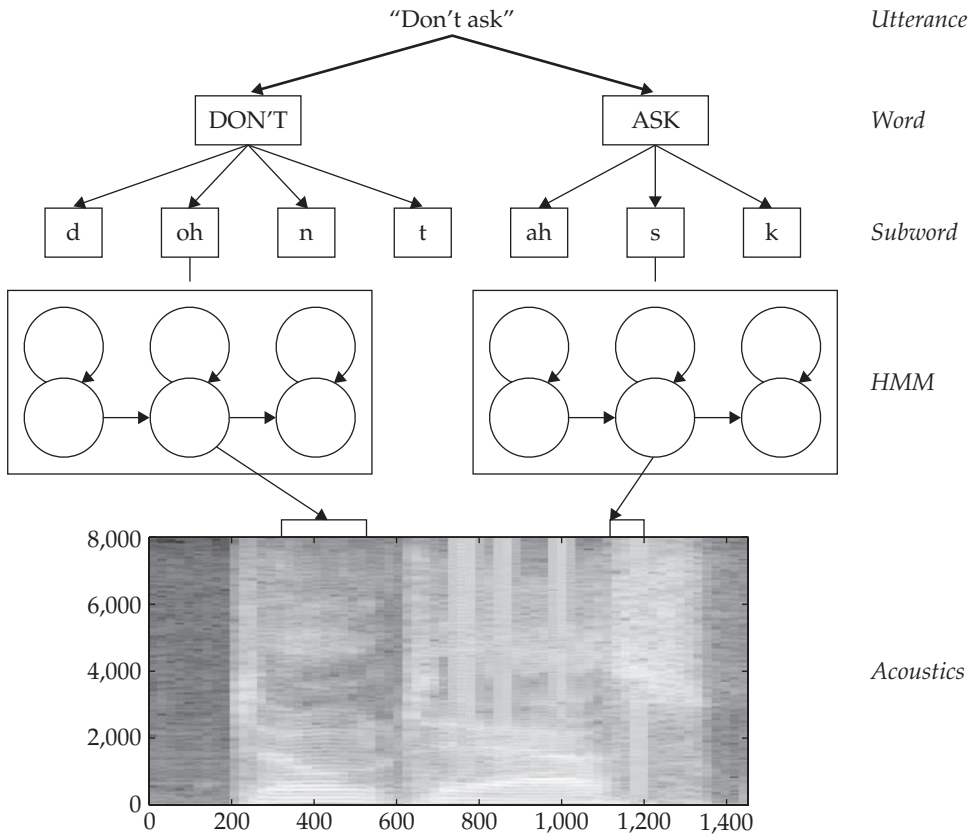 “Don’t ask” Utterance
DON’T ASK Word
d oh n t ah s k Subword
HMM
8,000
6,000
4,000 Acoustics
2,000
0
0 200 400 600 800 1,000 1,200 1,400